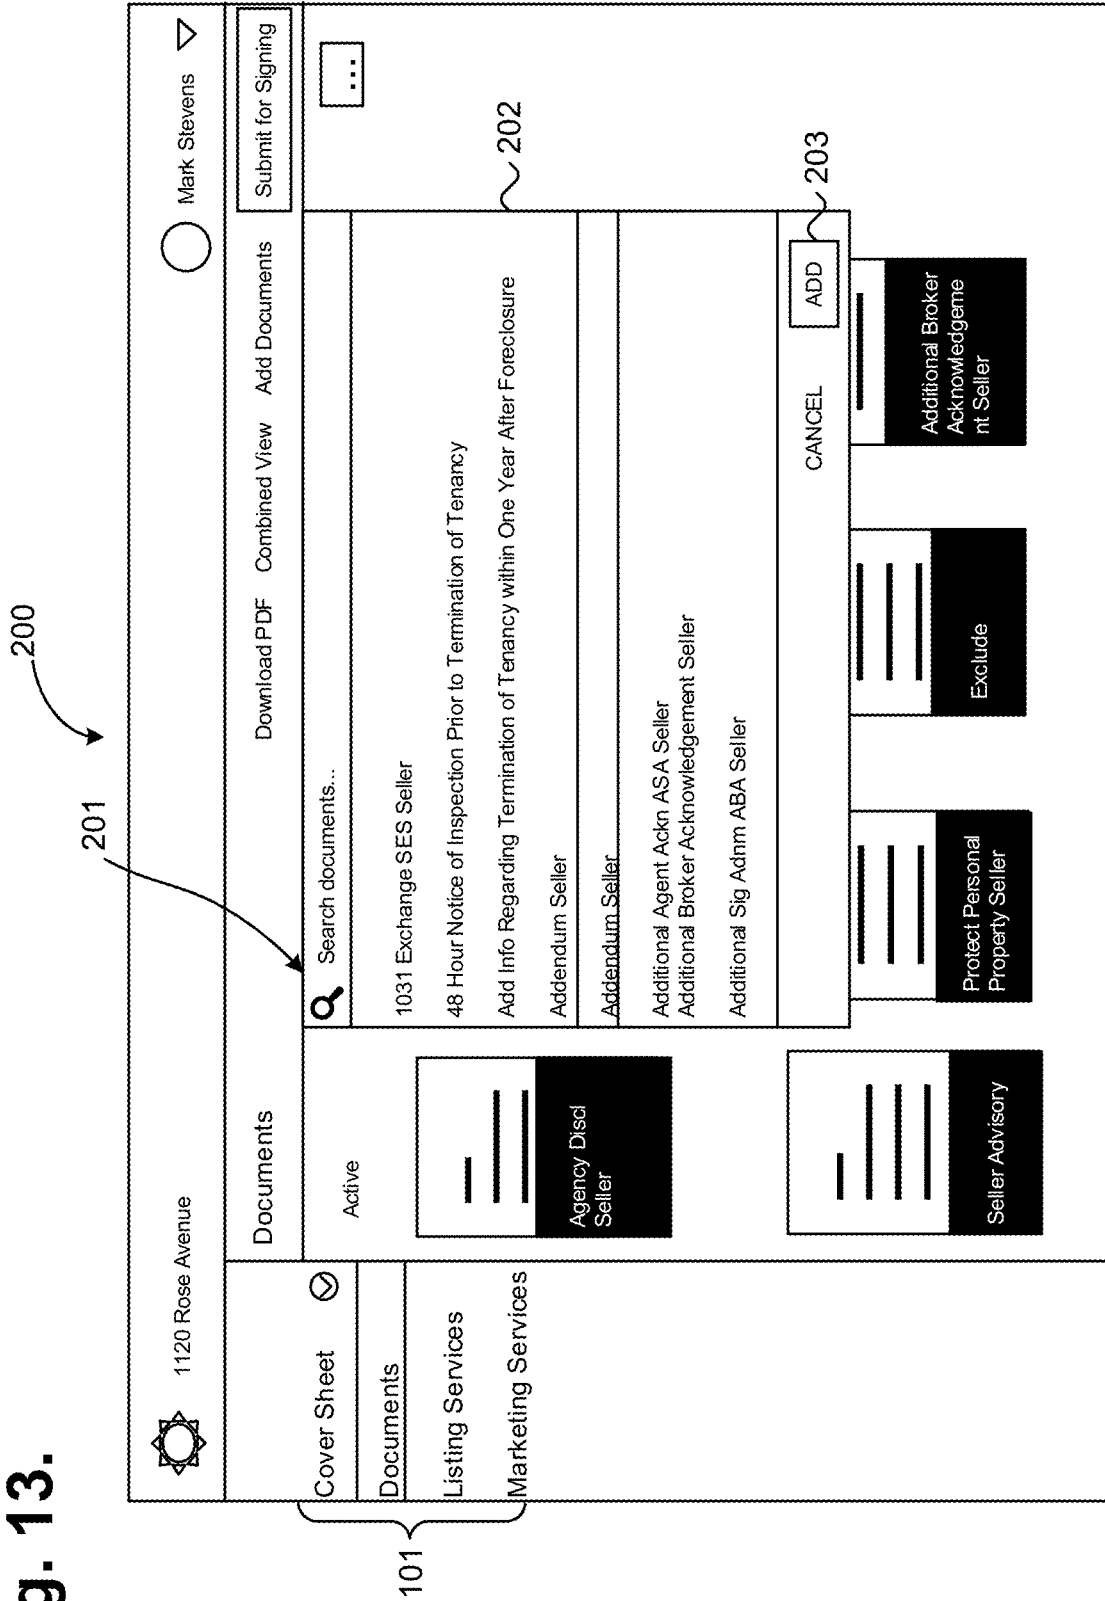 g. 13.
200
1120 Rose Avenue
Mark Stevens
Documents
Download PDF
Combined View
Add Documents
Submit for Signing
201
Cover Sheet
Documents
Listing Services
Marketing Services
101
Active
...
Search documents...
1031 Exchange SES Seller
48 Hour Notice of Inspection Prior to Termination of Tenancy
Add Info Regarding Termination of Tenancy within One Year After Foreclosure
Addendum Seller
Addendum Seller
Additional Agent Ackn ASA Seller
Additional Broker Acknowledgement Seller
Additional Sig Adnm ABA Seller
202
CANCEL
ADD
203
Agency Discl
Seller
Seller Advisory
Protect Personal
Property Seller
Exclude
Additional Broker
Acknowledgeme
nt Seller